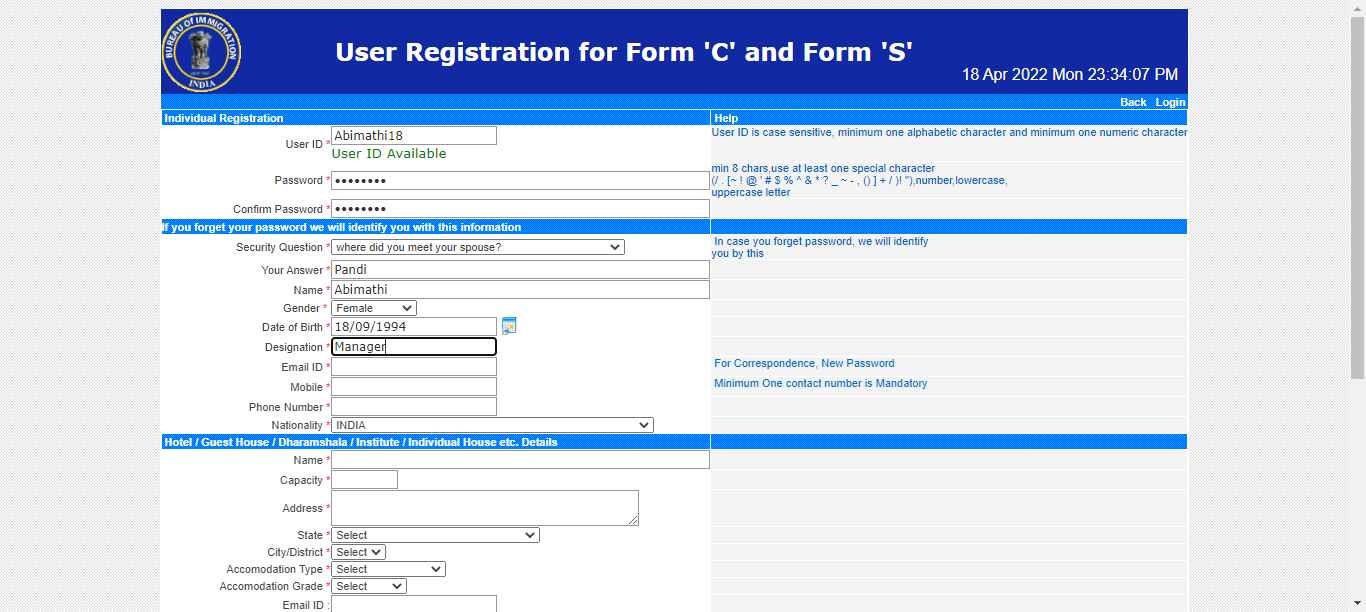 BUREAU OF IMMIGRATION
INDIA
User Registration for Form 'C' and Form 'S'
18 Apr 2022 Mon 23:34:07 PM
Back Login
Individual Registration Help
User ID * Abimathi18 User ID is case sensitive, minimum one alphabetic character and minimum one numeric character
User ID Available
Password * •••••••• min 8 chars,use at least one special character
(/ . [~ ! @ ' # $ % ^ & * ? _ ~ - , () ] + / )! "),number,lowercase,
uppercase letter
Confirm Password * ••••••••
If you forget your password we will identify you with this information
Security Question * where did you meet your spouse? In case you forget password, we will identify
you by this
Your Answer * Pandi
Name * Abimathi
Gender * Female
Date of Birth * 18/09/1994
Designation * Manager
Email ID * For Correspondence, New Password
Mobile * Minimum One contact number is Mandatory
Phone Number *
Nationality * INDIA
Hotel / Guest House / Dharamshala / Institute / Individual House etc. Details
Name *
Capacity *
Address *
State * Select
City/District * Select
Accomodation Type * Select
Accomodation Grade * Select
Email ID :